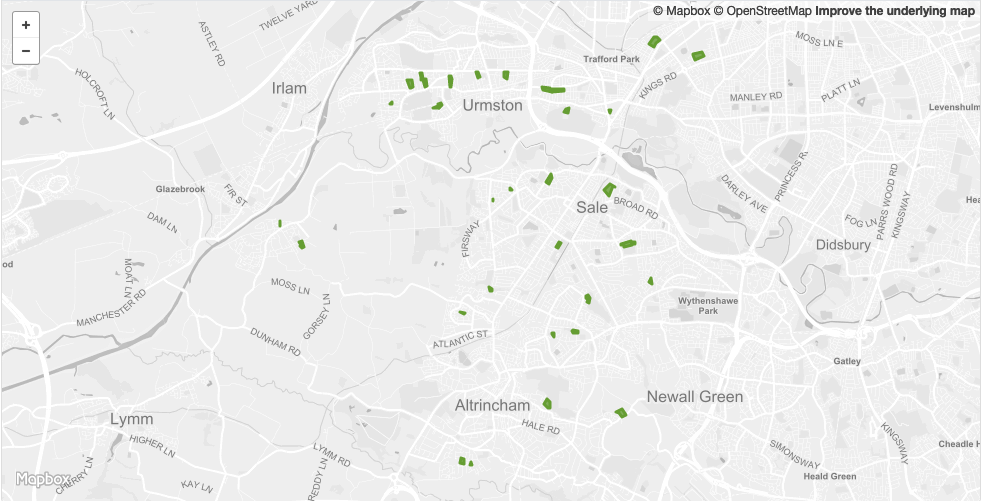 © Mapbox © OpenStreetMap Improve the underlying map
+
−
TWELVE YAR
ASTLEY RD
MOSS LN E
Trafford Park
KINGS RD
HOLCROFT LN
Irlam
PLATT LN
MANLEY RD
Urmston
Levenshulm
PRINCESS R
Glazebrook
FIR ST
DARLEY AVE
PARRS WOOD RD
KINGSWAY
Hea
Sale
BROAD RD
DAM LN
FOG LN
FIRSWAY
Didsbury
od
MOAT LN
MOSS LN
MANCHESTER RD
GORSEY LN
Wythenshawe
Park
DUNHAM RD
ATLANTIC ST
Gatley
Newall Green
Altrincham
Lymm
HALE RD
HIGHER LN
KINGSWAY
Cheadle H
LYMM RD
SIMONSWAY
Mapbox
CHERRY LN
KAY LN
REDDY LN
Heald Green